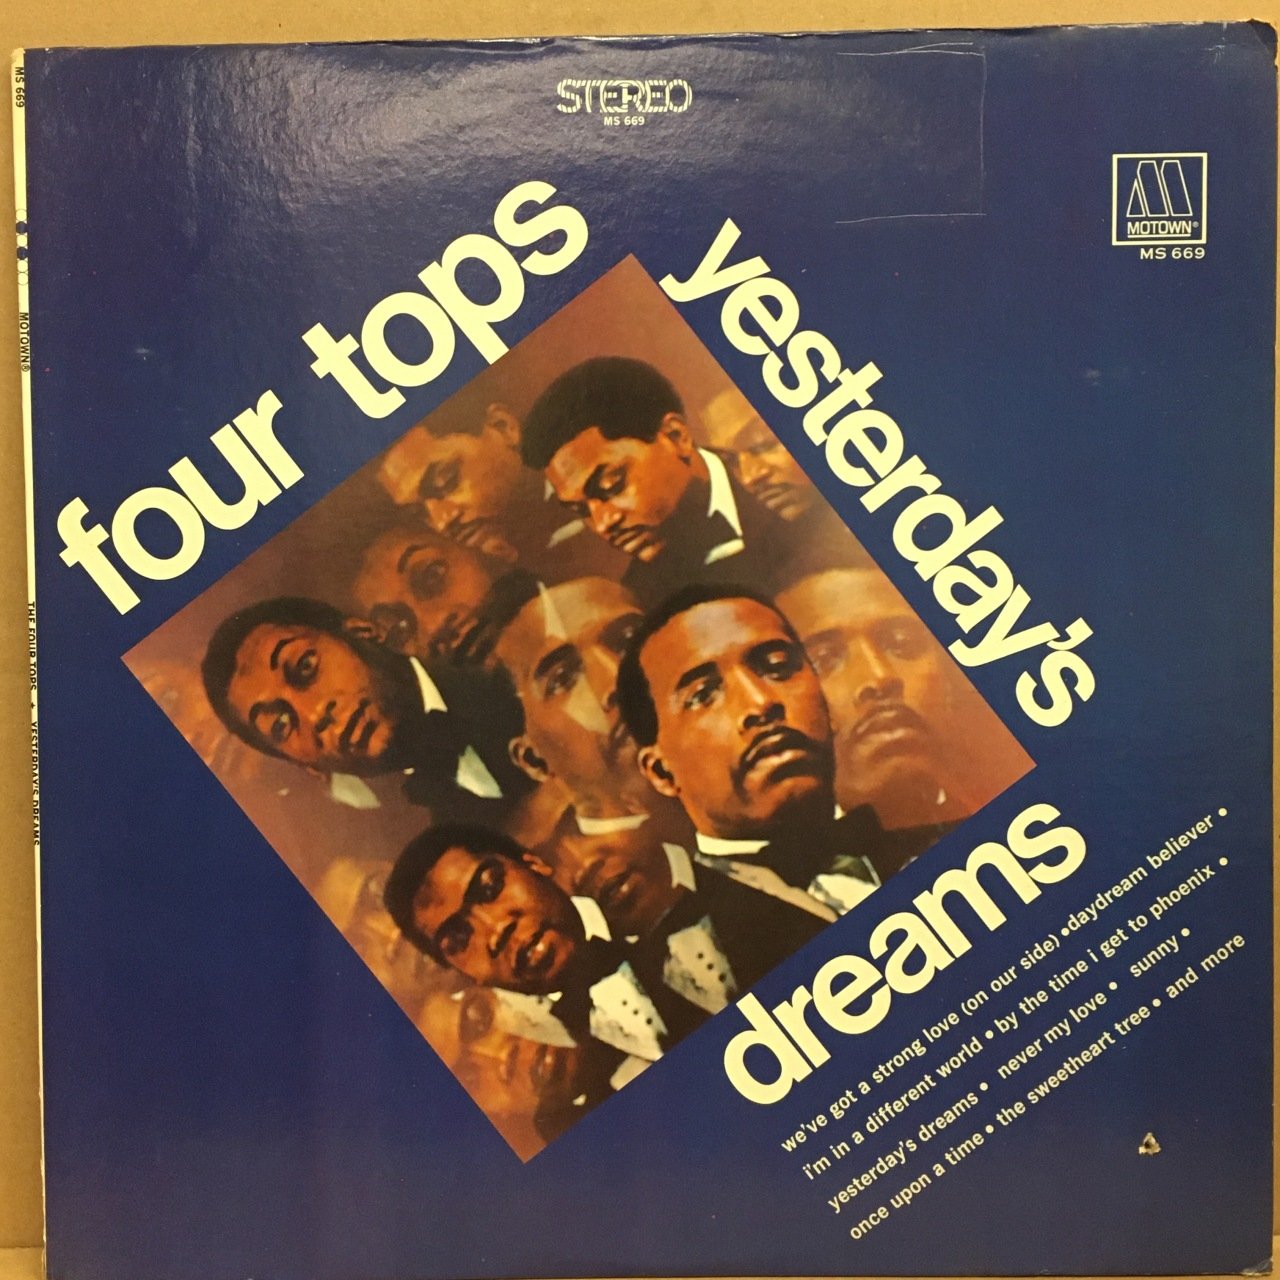 STEREO
MS 669
MOTOWN®
MS 669
four tops
yesterday's
dreams
we've got a strong love (on our side) • daydream believer •
i'm in a different world • by the time i get to phoenix •
yesterday's dreams • never my love • sunny •
once upon a time • the sweetheart tree • and more
MS 669
MOTOWN®
THE FOUR TOPS + YESTERDAY'S DREAMS